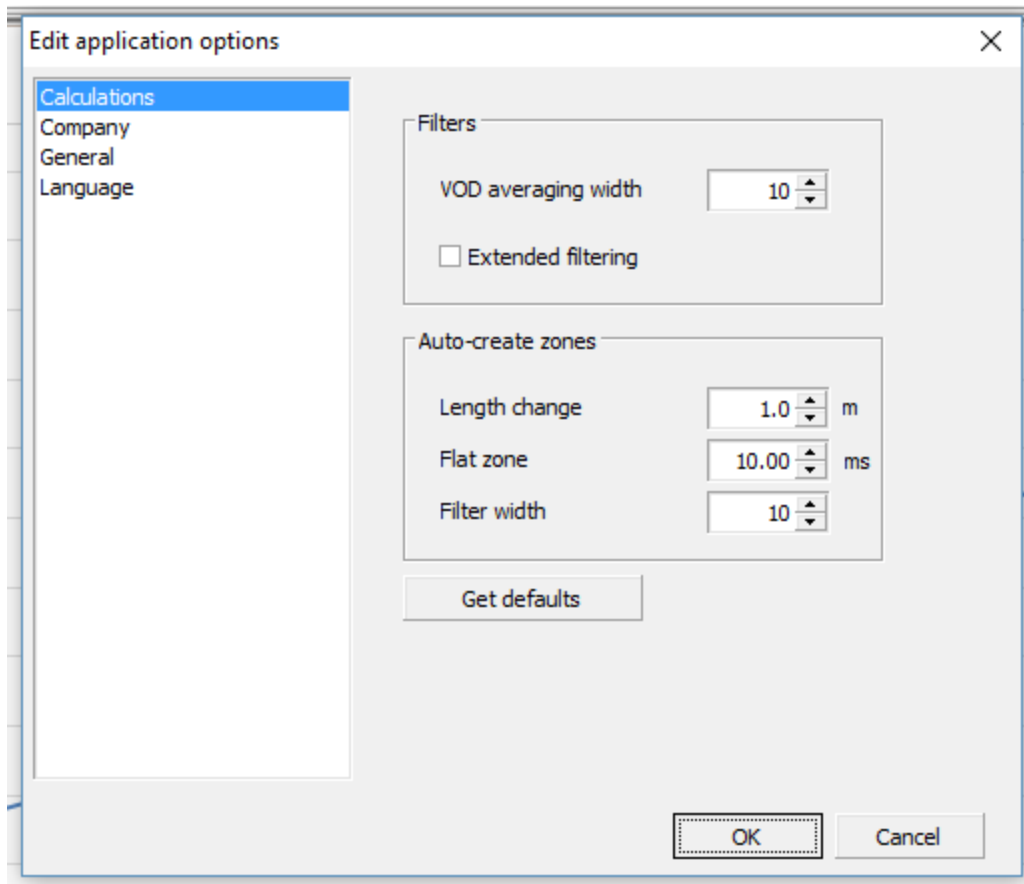 Edit application options
Calculations
Company
General
Language
Filters
VOD averaging width 10
Extended filtering
Auto-create zones
Length change 1.0 m
Flat zone 10.00 ms
Filter width 10
Get defaults
OK Cancel